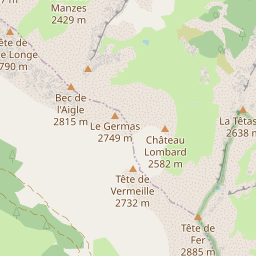 Manzes
2429 m
Tête de
Longe
790 m
Bec de
l'Aigle
2815 m
Le Germas
2749 m
Château
Lombard
2582 m
La Têtas
2638 m
Tête de
Vermeille
2732 m
Tête de
Fer
2885 m